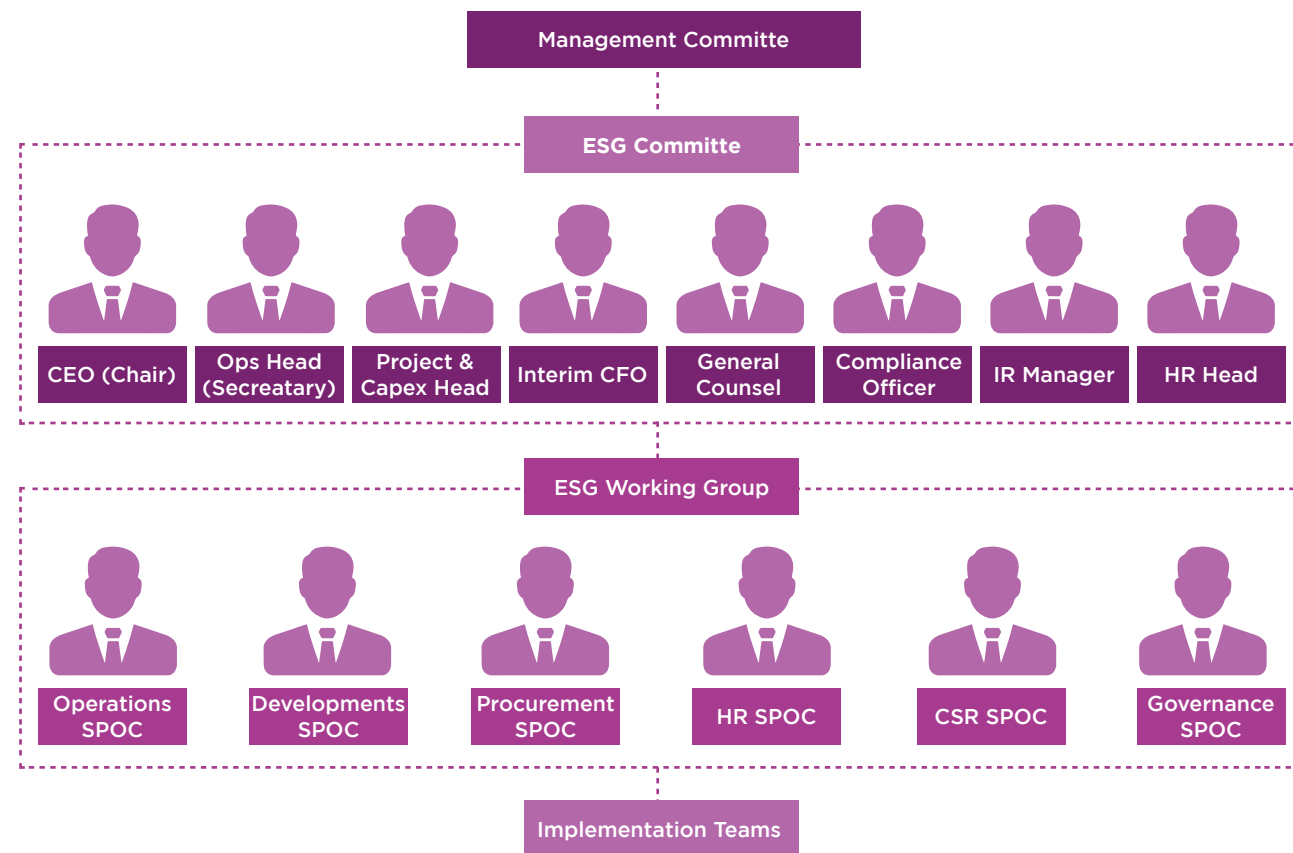 Management Committe
ESG Committe
CEO (Chair)
Ops Head
(Secreatary)
Project &
Capex Head
Interim CFO
General
Counsel
Compliance
Officer
IR Manager
HR Head
ESG Working Group
Operations
SPOC
Developments
SPOC
Procurement
SPOC
HR SPOC
CSR SPOC
Governance
SPOC
Implementation Teams